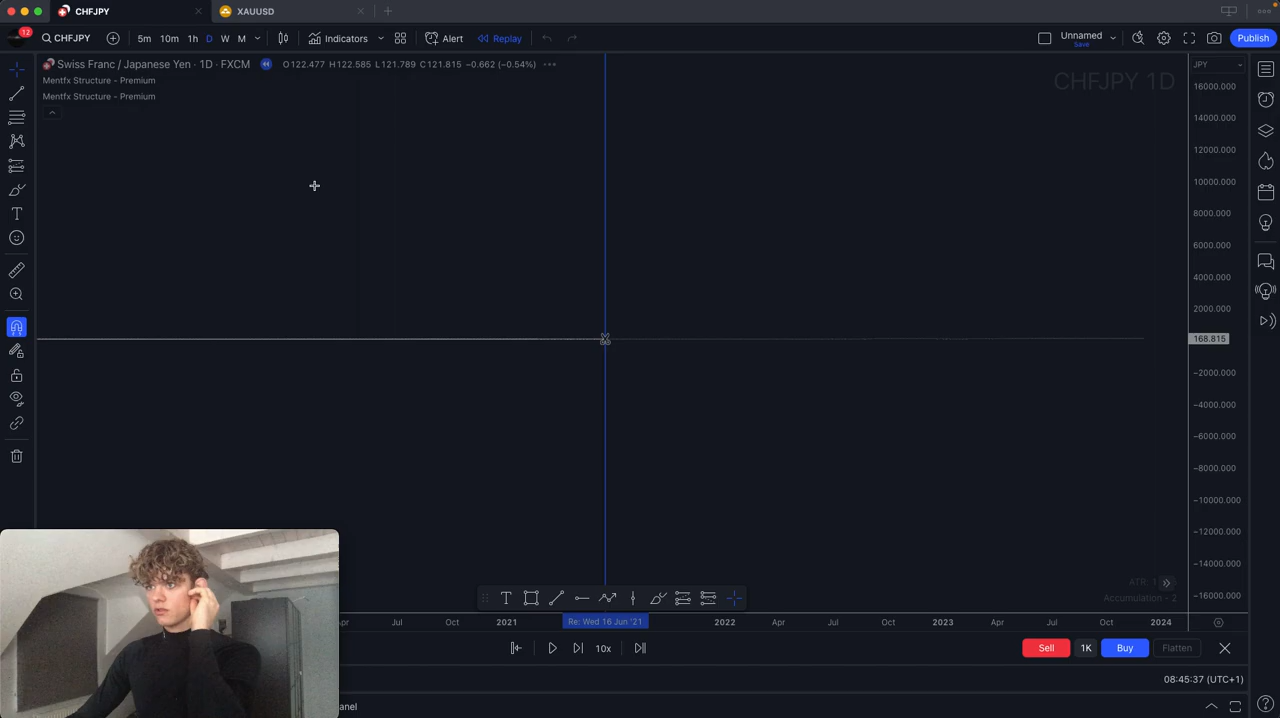 CHFJPY
XAUUSD
12
CHFJPY
5m 10m 1h D W M
Indicators
Alert
Replay
Unnamed
Save
Publish
Swiss Franc / Japanese Yen · 1D · FXCM
O122.477 H122.585 L121.789 C121.815 −0.662 (−0.54%)
Mentfx Structure - Premium
Mentfx Structure - Premium
CHFJPY 1D
JPY
16000.000
14000.000
12000.000
10000.000
8000.000
6000.000
4000.000
2000.000
168.815
−2000.000
−4000.000
−6000.000
−8000.000
−10000.000
−12000.000
−14000.000
−16000.000
ATR: 1
Accumulation - 2
Apr Jul Oct 2021 Re: Wed 16 Jun '21 2022 Apr Jul Oct 2023 Apr Jul Oct 2024
10x
Sell 1K Buy Flatten
08:45:37 (UTC+1)
anel